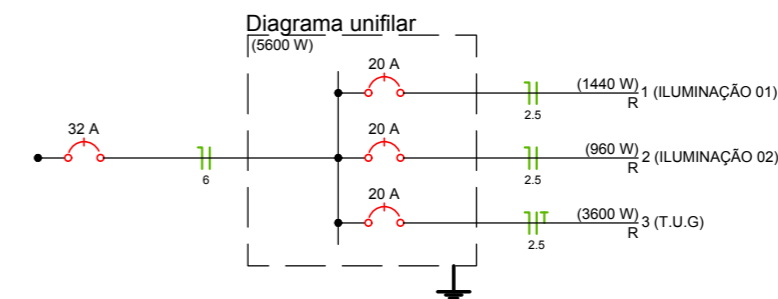 Diagrama unifilar
(5600 W)
20 A
(1440 W)
1 (ILUMINAÇÃO 01)
R
2.5
32 A
6
20 A
(960 W)
2 (ILUMINAÇÃO 02)
R
2.5
20 A
(3600 W)
3 (T.U.G)
R
2.5